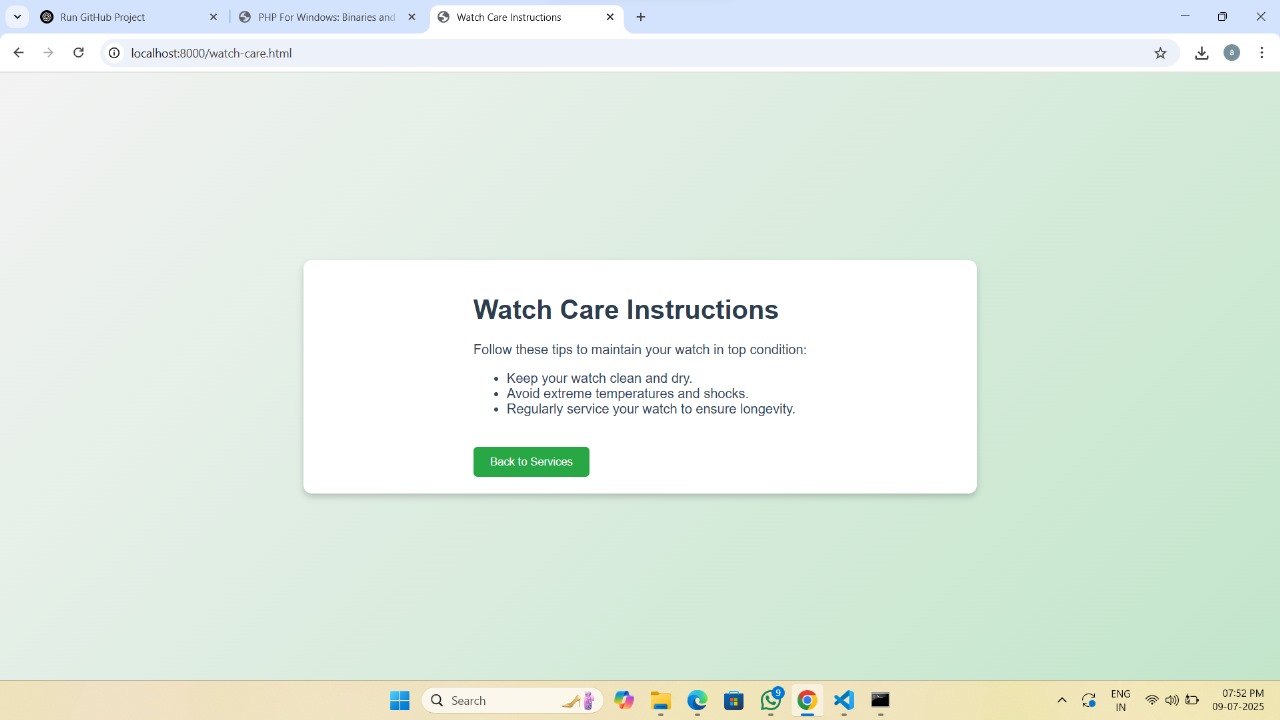 Run GitHub Project
PHP For Windows: Binaries and
Watch Care Instructions
localhost:8000/watch-care.html
a
Watch Care Instructions
Follow these tips to maintain your watch in top condition:
• Keep your watch clean and dry.
• Avoid extreme temperatures and shocks.
• Regularly service your watch to ensure longevity.
Back to Services
Search
9
ENG
IN
07:52 PM
09-07-2025